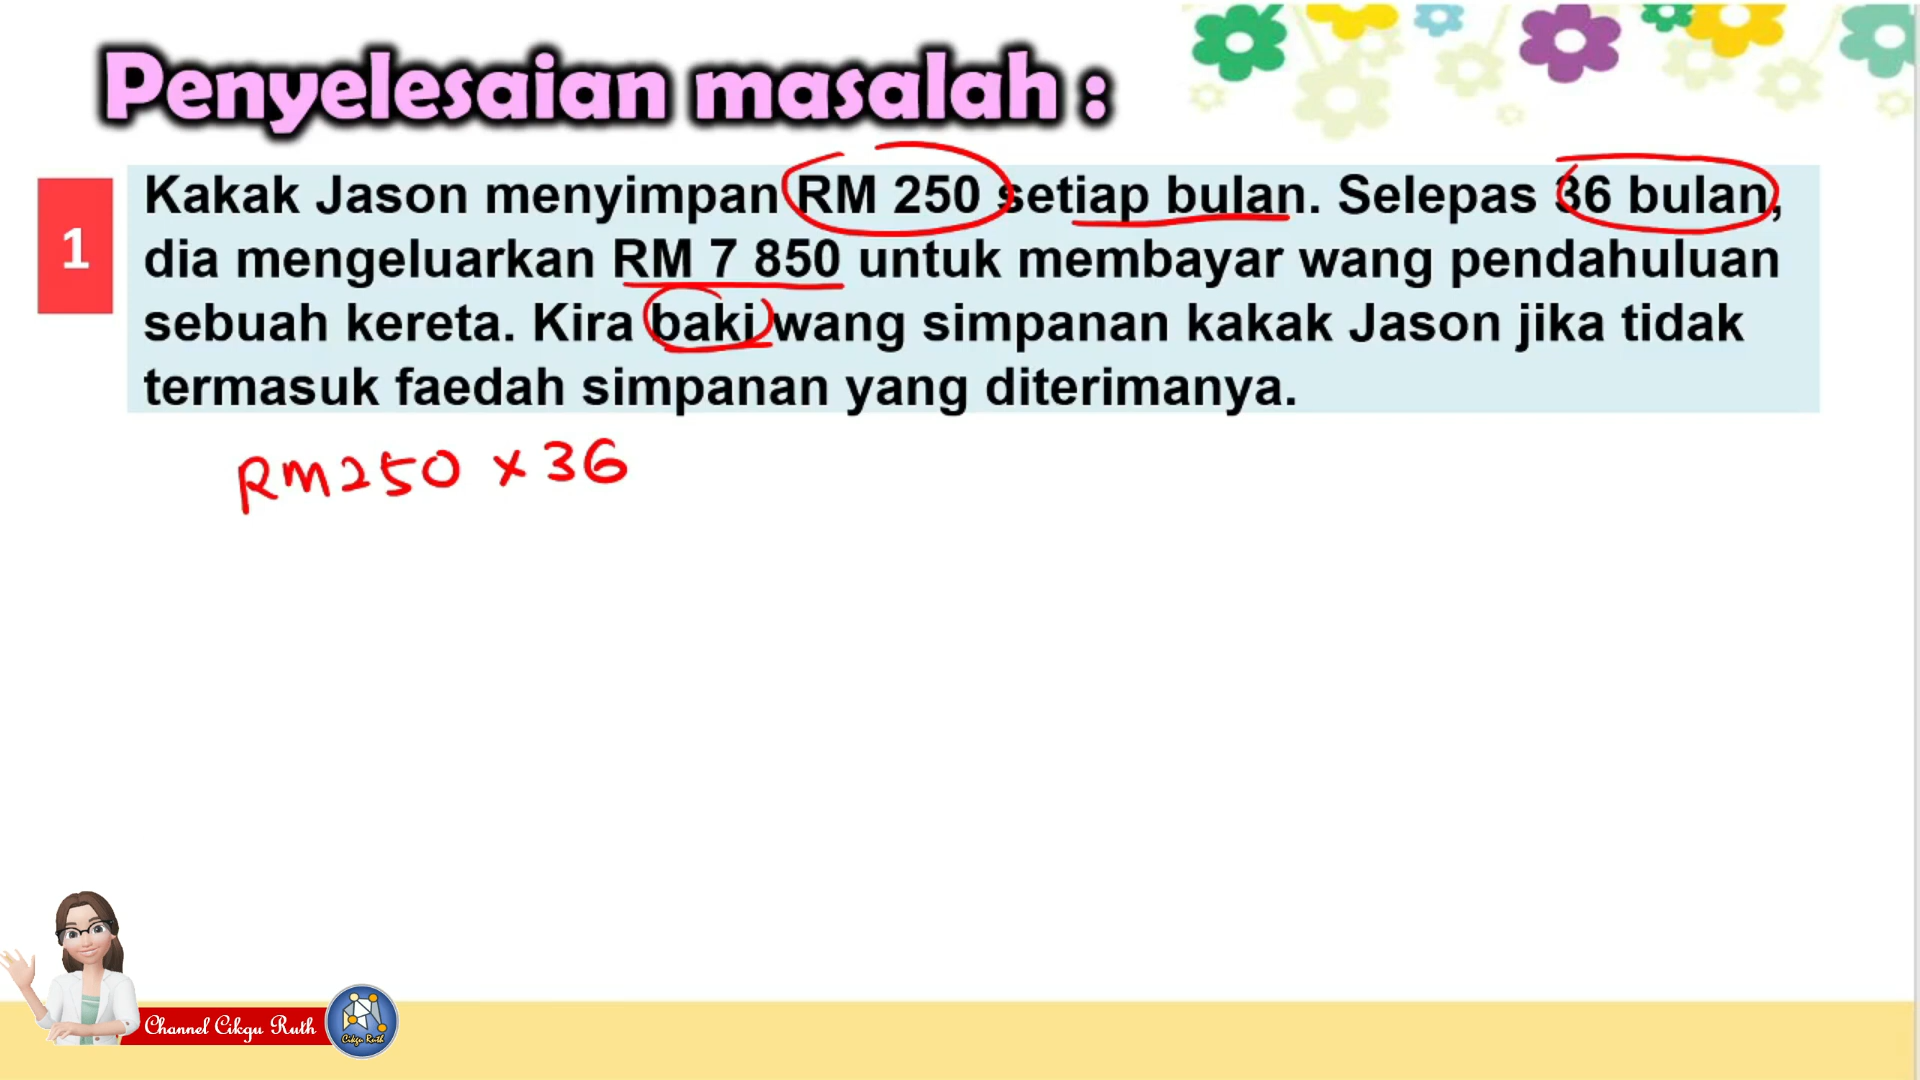 Penyelesaian masalah :
1
Kakak Jason menyimpan RM 250 setiap bulan. Selepas 36 bulan,
dia mengeluarkan RM 7 850 untuk membayar wang pendahuluan
sebuah kereta. Kira baki wang simpanan kakak Jason jika tidak
termasuk faedah simpanan yang diterimanya.
RM250 x 36
Channel Cikgu Ruth
Cikgu Ruth